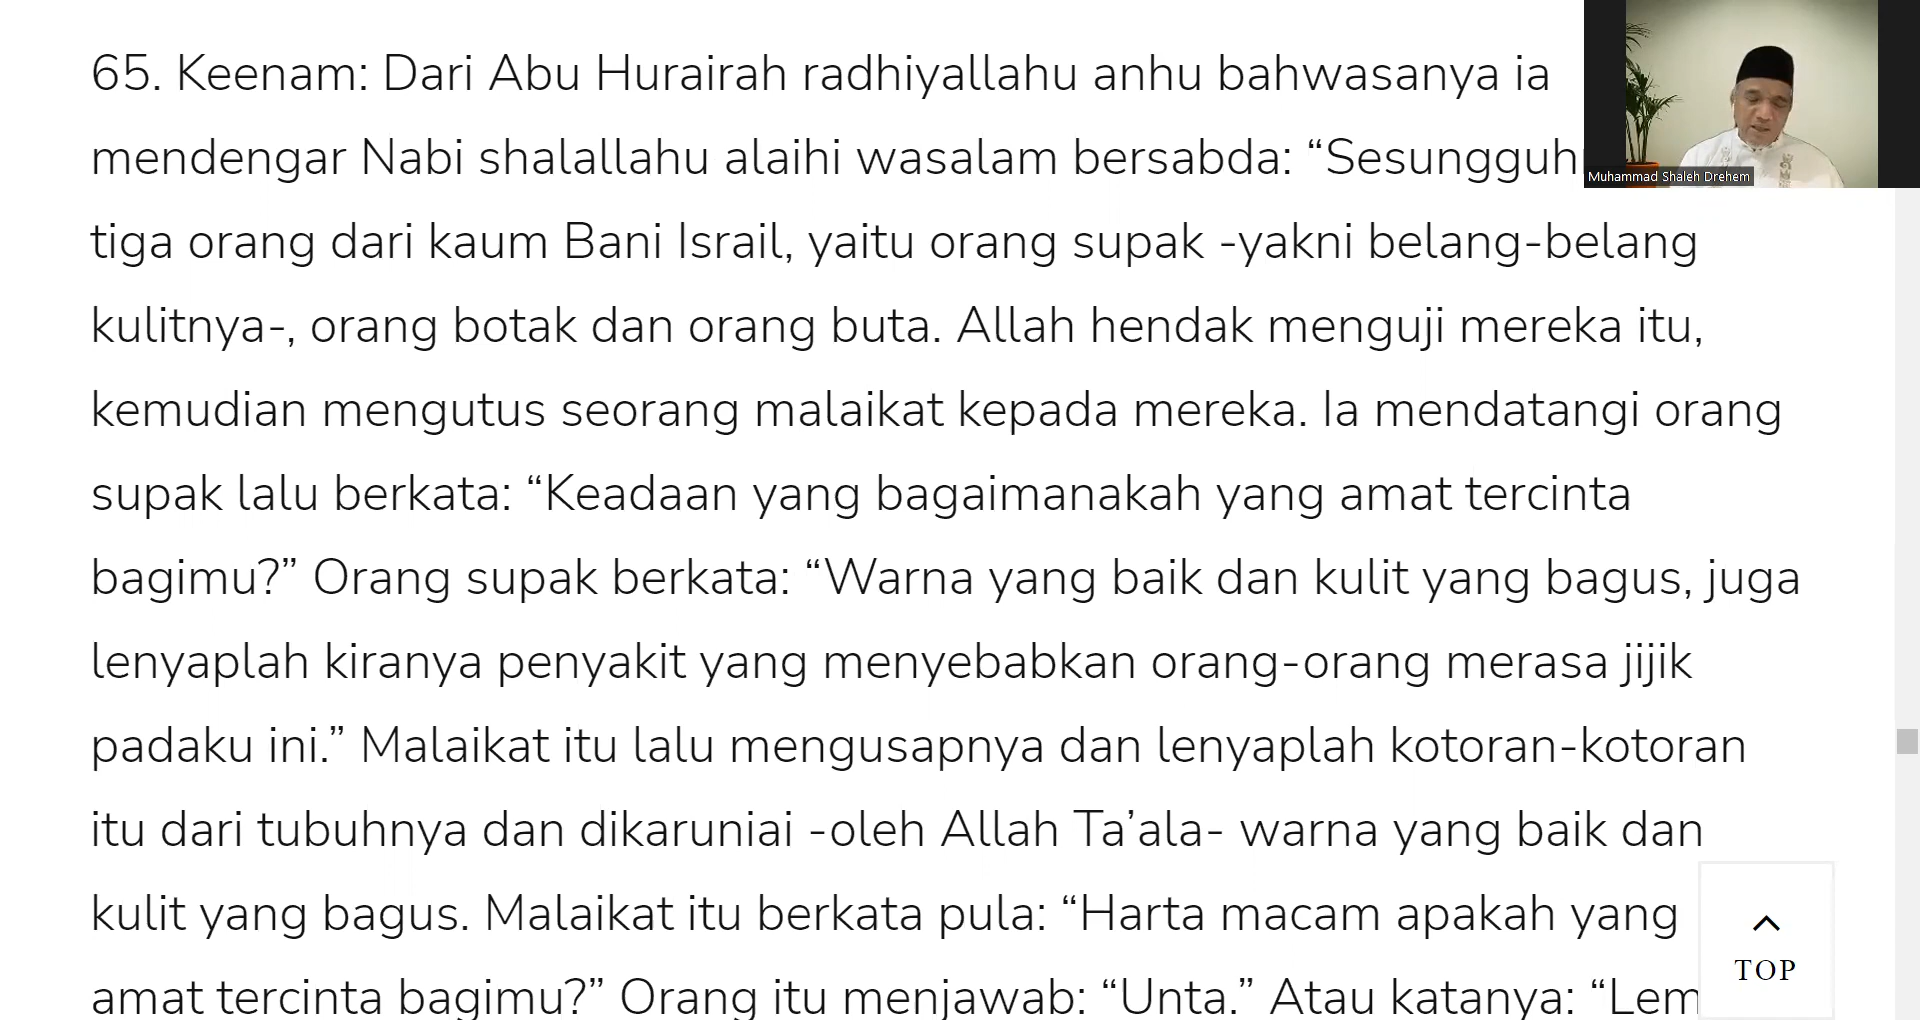 65. Keenam: Dari Abu Hurairah radhiyallahu anhu bahwasanya ia
mendengar Nabi shalallahu alaihi wasalam bersabda: “Sesungguh
Muhammad Shaleh Drehem
tiga orang dari kaum Bani Israil, yaitu orang supak -yakni belang-belang
kulitnya-, orang botak dan orang buta. Allah hendak menguji mereka itu,
kemudian mengutus seorang malaikat kepada mereka. Ia mendatangi orang
supak lalu berkata: “Keadaan yang bagaimanakah yang amat tercinta
bagimu?” Orang supak berkata: “Warna yang baik dan kulit yang bagus, juga
lenyaplah kiranya penyakit yang menyebabkan orang-orang merasa jijik
padaku ini.” Malaikat itu lalu mengusapnya dan lenyaplah kotoran-kotoran
itu dari tubuhnya dan dikaruniai -oleh Allah Ta’ala- warna yang baik dan
kulit yang bagus. Malaikat itu berkata pula: “Harta macam apakah yang
amat tercinta bagimu?” Orang itu menjawab: “Unta.” Atau katanya: “Lem
TOP